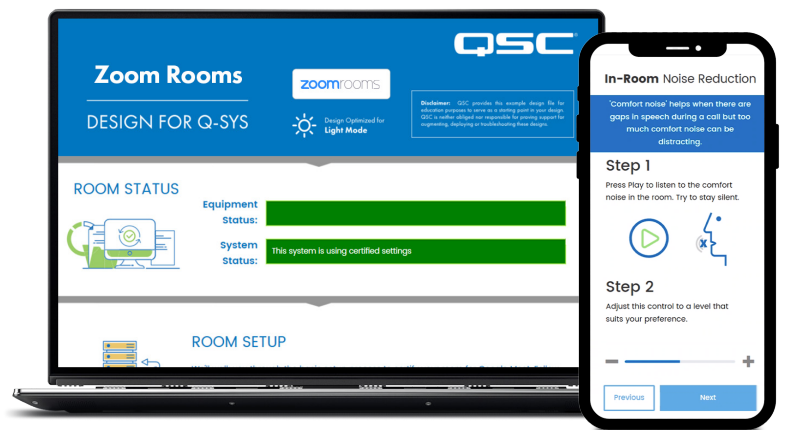 QSC
Zoom Rooms
DESIGN FOR Q-SYS
zoomrooms
Design Optimized for
Light Mode
Disclaimer: QSC provides this example design file for
education purposes to serve as a starting point in your design.
QSC is neither obliged nor responsible for proving support for
augmenting, deploying or troubleshooting these designs.
ROOM STATUS
Equipment
Status:
System
Status:
This system is using certified settings
ROOM SETUP
In-Room Noise Reduction
'Comfort noise' helps when there are
gaps in speech during a call but too
much comfort noise can be
distracting.
Step 1
Press Play to listen to the comfort
noise in the room. Try to stay silent.
x
Step 2
Adjust this control to a level that
suits your preference.
Previous
Next